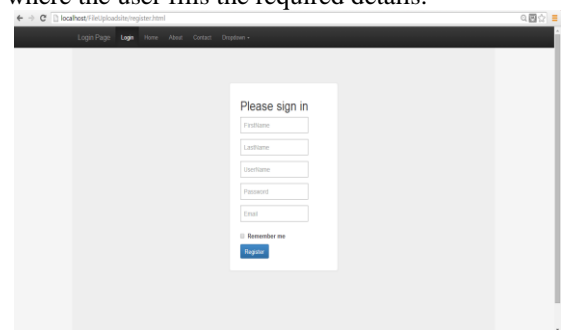 where the user fills the required details.
localhost/FileUploadsite/register.html
Login Page Login Home About Contact Dropdown
Please sign in
FirstName
LastName
UserName
Password
Email
Remember me
Register